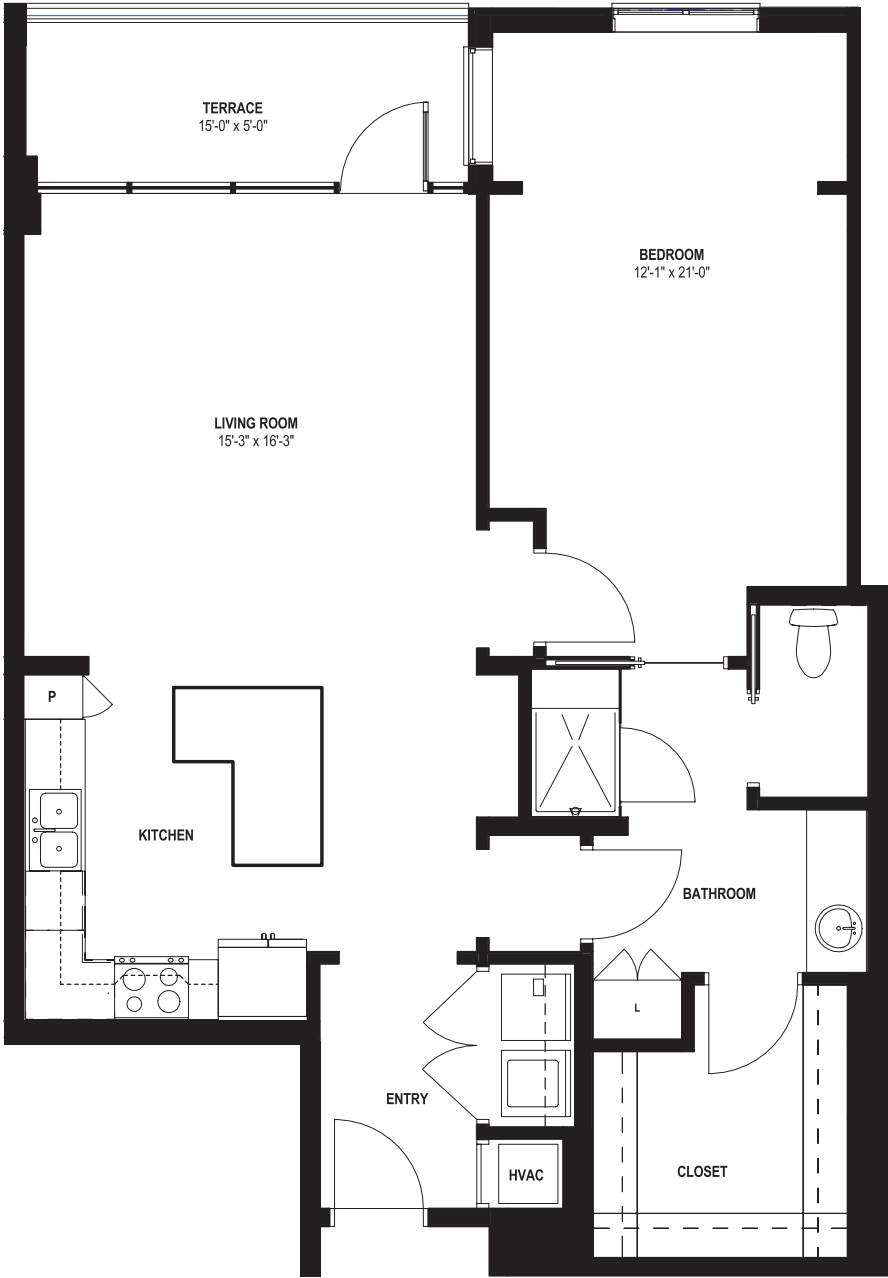 TERRACE
15'-0" x 5'-0"
BEDROOM
12'-1" x 21'-0"
LIVING ROOM
15'-3" x 16'-3"
P
KITCHEN
BATHROOM
L
ENTRY
HVAC
CLOSET